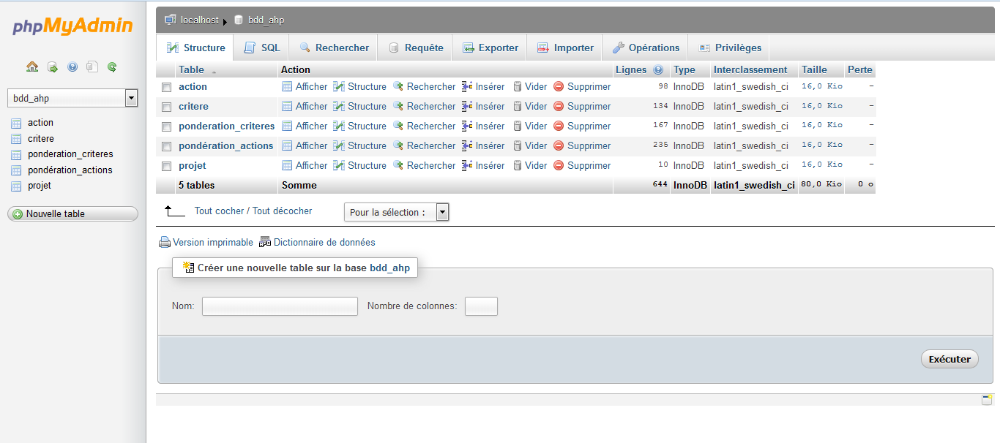 phpMyAdmin
bdd_ahp
action
critere
ponderation_criteres
pondération_actions
projet
Nouvelle table
localhost bdd_ahp
Structure SQL Rechercher Requête Exporter Importer Opérations Privilèges
Table Action Lignes Type Interclassement Taille Perte
action Afficher Structure Rechercher Insérer Vider Supprimer 98 InnoDB latin1_swedish_ci 16,0 Kio -
critere Afficher Structure Rechercher Insérer Vider Supprimer 134 InnoDB latin1_swedish_ci 16,0 Kio -
ponderation_criteres Afficher Structure Rechercher Insérer Vider Supprimer 167 InnoDB latin1_swedish_ci 16,0 Kio -
pondération_actions Afficher Structure Rechercher Insérer Vider Supprimer 235 InnoDB latin1_swedish_ci 16,0 Kio -
projet Afficher Structure Rechercher Insérer Vider Supprimer 10 InnoDB latin1_swedish_ci 16,0 Kio -
5 tables Somme 644 InnoDB latin1_swedish_ci 80,0 Kio 0 o
Tout cocher / Tout décocher Pour la sélection :
Version imprimable Dictionnaire de données
Créer une nouvelle table sur la base bdd_ahp
Nom: Nombre de colonnes:
Exécuter